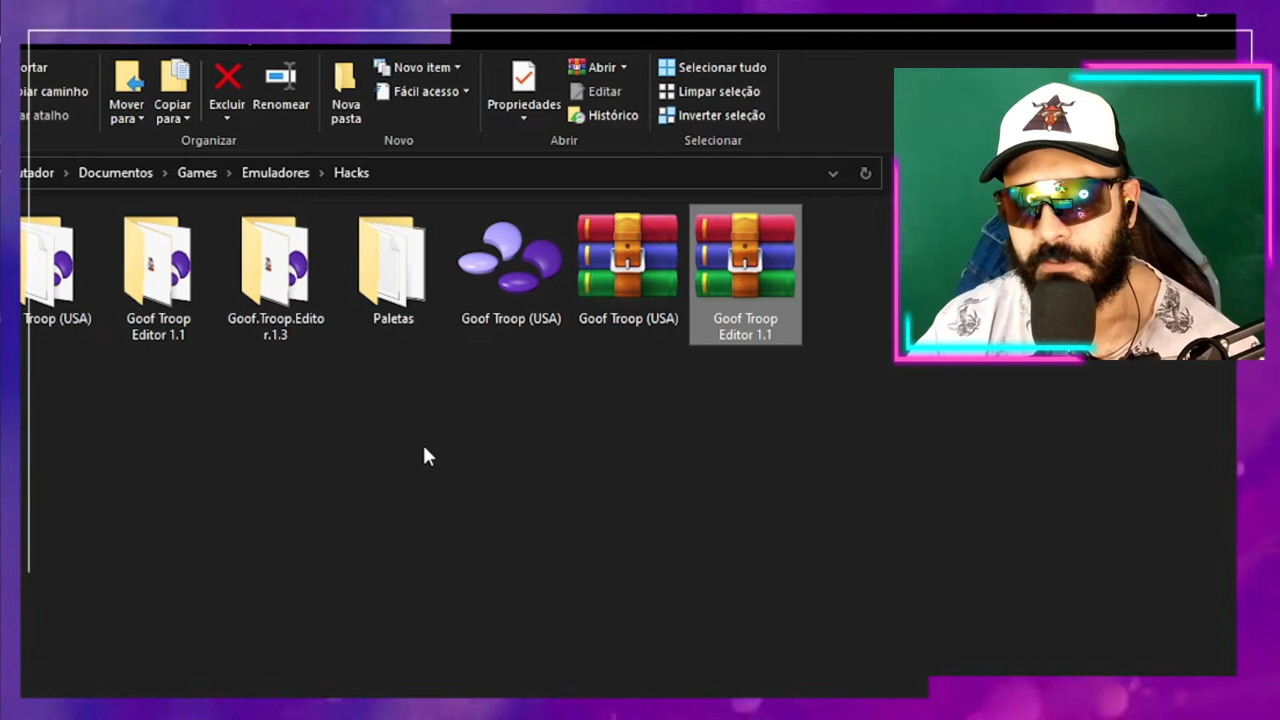 ortar
iar caminho
ar atalho
Mover
para
Copiar
para
Excluir
Renomear
Organizar
Nova
pasta
Novo item
Fácil acesso
Novo
Propriedades
Abrir
Editar
Histórico
Abrir
Selecionar tudo
Limpar seleção
Inverter seleção
Selecionar
utador > Documentos > Games > Emuladores > Hacks
Troop (USA)
Goof Troop
Editor 1.1
Goof.Troop.Edito
r.1.3
Paletas
Goof Troop (USA)
Goof Troop (USA)
Goof Troop
Editor 1.1